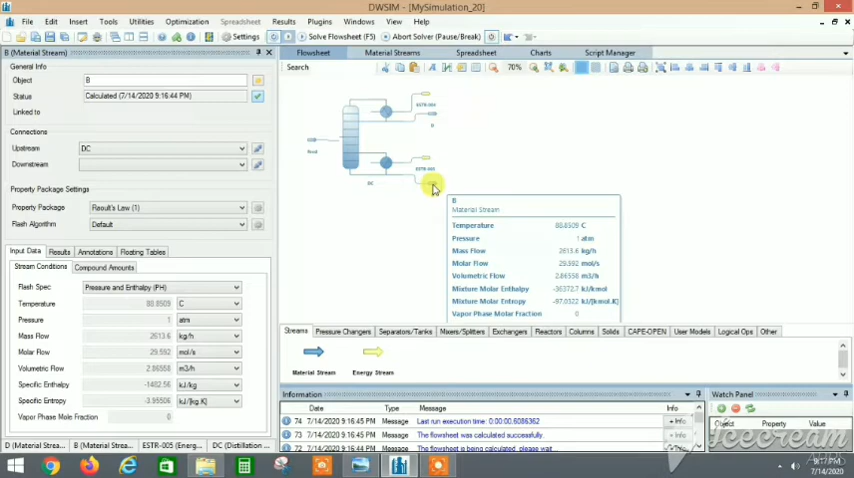 DWSIM - [MySimulation_20]
File Edit Insert Tools Utilities Optimization Spreadsheet Results Plugins Windows View Help
Settings Solve Flowsheet (F5) Abort Solver (Pause/Break)
B (Material Stream)
General Info
Object B
Status Calculated (7/14/2020 9:16:44 PM)
Linked to
Connections
Upstream DC
Downstream
Property Package Settings
Property Package Raoult's Law (1)
Flash Algorithm Default
Input Data Results Annotations Floating Tables
Stream Conditions Compound Amounts
Flash Spec Pressure and Enthalpy (PH)
Temperature 88.8509 C
Pressure 1 atm
Mass Flow 2613.6 kg/h
Molar Flow 29.592 mol/s
Volumetric Flow 2.86558 m3/h
Specific Enthalpy -1482.56 kJ/kg
Specific Entropy -3.95506 kJ/[kg.K]
Vapor Phase Mole Fraction 0
D (Material Strea... B (Material Strea... ESTR-005 (Energ... DC (Distillation ...
Flowsheet Material Streams Spreadsheet Charts Script Manager
Search 70%
ESTR-004
D
Feed
ESTR-005
DC
B
Material Stream
Temperature 88.8509 C
Pressure 1 atm
Mass Flow 2613.6 kg/h
Molar Flow 29.592 mol/s
Volumetric Flow 2.86558 m3/h
Mixture Molar Enthalpy -36372.7 kJ/kmol
Mixture Molar Entropy -97.0322 kJ/[kmol.K]
Vapor Phase Molar Fraction 0
Streams Pressure Changers Separators/Tanks Mixers/Splitters Exchangers Reactors Columns Solids CAPE-OPEN User Models Logical Ops Other
Material Stream Energy Stream
Information
Date Type Message Info
74 7/14/2020 9:16:45 PM Message Last run execution time: 0:00:00.6086362 + Info
73 7/14/2020 9:16:45 PM Message The flowsheet was calculated successfully. + Info
72 7/14/2020 9:16:44 PM Message The flowsheet is being calculated, please wait... + Info
Watch Panel
Object Property Value
Icecream
APPS
9:17 PM
7/14/2020